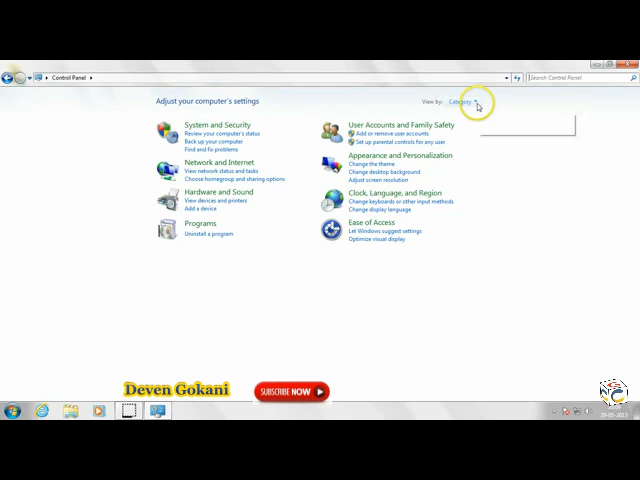 Control Panel
Search Control Panel
Adjust your computer's settings
View by: Category
System and Security
Review your computer's status
Back up your computer
Find and fix problems
Network and Internet
View network status and tasks
Choose homegroup and sharing options
Hardware and Sound
View devices and printers
Add a device
Programs
Uninstall a program
User Accounts and Family Safety
Add or remove user accounts
Set up parental controls for any user
Appearance and Personalization
Change the theme
Change desktop background
Adjust screen resolution
Clock, Language, and Region
Change keyboards or other input methods
Change display language
Ease of Access
Let Windows suggest settings
Optimize visual display
Deven Gokani
SUBSCRIBE NOW